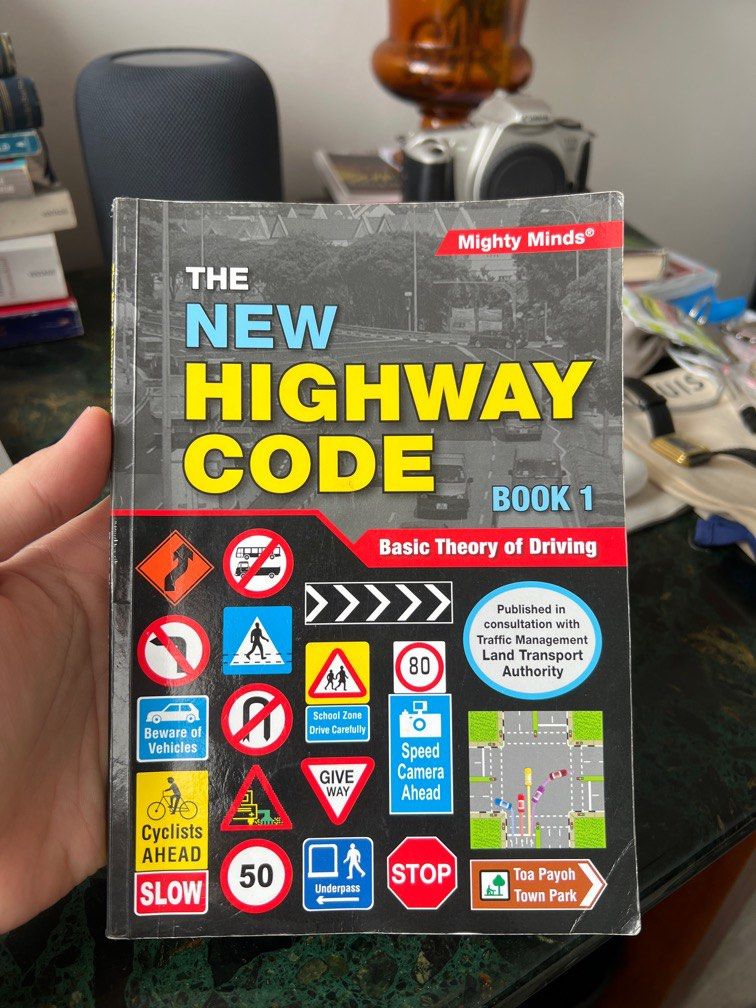 Canon
Mighty Minds®
THE
NEW
HIGHWAY
CODE
BOOK 1
Basic Theory of Driving
Published in
consultation with
Traffic Management
Land Transport
Authority
80
School Zone
Drive Carefully
Beware of
Vehicles
Speed
Camera
Ahead
GIVE
WAY
Cyclists
AHEAD
SLOW
50
Underpass
STOP
Toa Payoh
Town Park
UIS